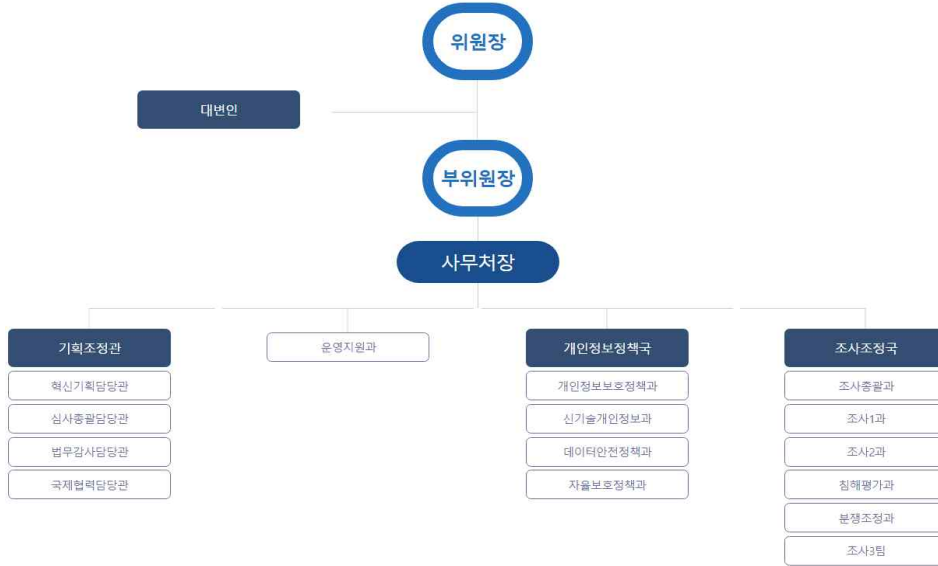 위원장
대변인
부위원장
사무처장
기획조정관
혁신기획담당관
심사총괄담당관
법무감사담당관
국제협력담당관
운영지원과
개인정보정책국
개인정보보호정책과
신기술개인정보과
데이터안전정책과
자율보호정책과
조사조정국
조사총괄과
조사1과
조사2과
침해평가과
분쟁조정과
조사3팀